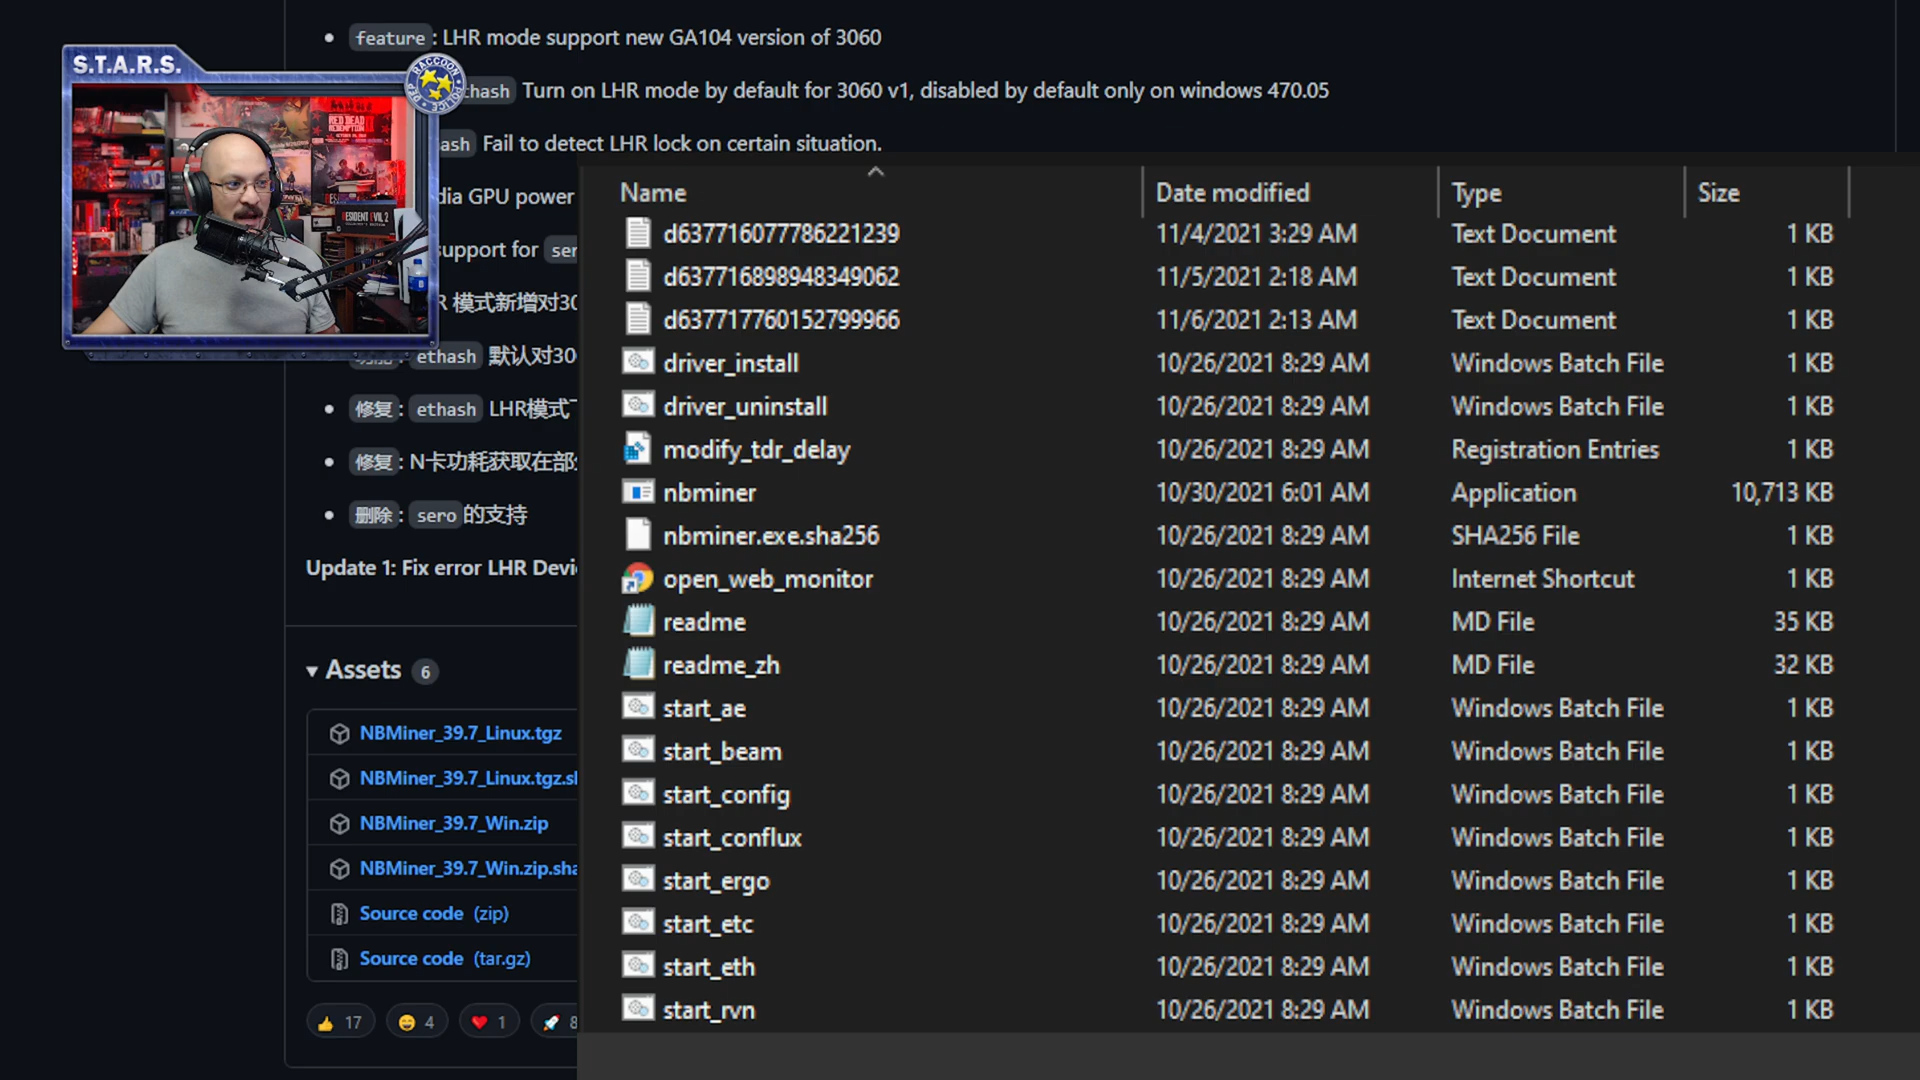 feature : LHR mode support new GA104 version of 3060
hash Turn on LHR mode by default for 3060 v1, disabled by default only on windows 470.05
ash Fail to detect LHR lock on certain situation.
dia GPU power
support for ser
R 模式新增对30
功能 : ethash 默认对30
修复 : ethash LHR模式下
修复 : N卡功耗获取在部分
删除 : sero 的支持
Update 1: Fix error LHR Devi
Assets 6
NBMiner_39.7_Linux.tgz
NBMiner_39.7_Linux.tgz.sl
NBMiner_39.7_Win.zip
NBMiner_39.7_Win.zip.sha
Source code (zip)
Source code (tar.gz)
👍 17 😄 4 ❤️ 1 🚀 8
S.T.A.R.S.
RACCOON
POLICE
DEP
RED DEAD
REDEMPTION II
RESIDENT EVIL 2
Name Date modified Type Size
d637716077786221239 11/4/2021 3:29 AM Text Document 1 KB
d637716898948349062 11/5/2021 2:18 AM Text Document 1 KB
d637717760152799966 11/6/2021 2:13 AM Text Document 1 KB
driver_install 10/26/2021 8:29 AM Windows Batch File 1 KB
driver_uninstall 10/26/2021 8:29 AM Windows Batch File 1 KB
modify_tdr_delay 10/26/2021 8:29 AM Registration Entries 1 KB
nbminer 10/30/2021 6:01 AM Application 10,713 KB
nbminer.exe.sha256 10/26/2021 8:29 AM SHA256 File 1 KB
open_web_monitor 10/26/2021 8:29 AM Internet Shortcut 1 KB
readme 10/26/2021 8:29 AM MD File 35 KB
readme_zh 10/26/2021 8:29 AM MD File 32 KB
start_ae 10/26/2021 8:29 AM Windows Batch File 1 KB
start_beam 10/26/2021 8:29 AM Windows Batch File 1 KB
start_config 10/26/2021 8:29 AM Windows Batch File 1 KB
start_conflux 10/26/2021 8:29 AM Windows Batch File 1 KB
start_ergo 10/26/2021 8:29 AM Windows Batch File 1 KB
start_etc 10/26/2021 8:29 AM Windows Batch File 1 KB
start_eth 10/26/2021 8:29 AM Windows Batch File 1 KB
start_rvn 10/26/2021 8:29 AM Windows Batch File 1 KB